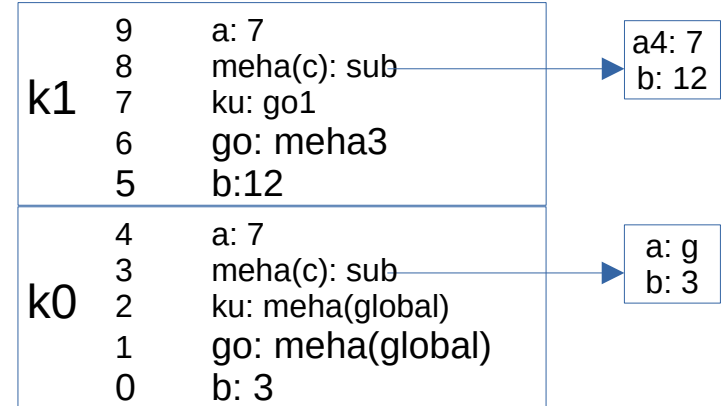 k1
9 a: 7
8 meha(c): sub
7 ku: go1
6 go: meha3
5 b:12
a4: 7
b: 12
k0
4 a: 7
3 meha(c): sub
2 ku: meha(global)
1 go: meha(global)
0 b: 3
a: g
b: 3